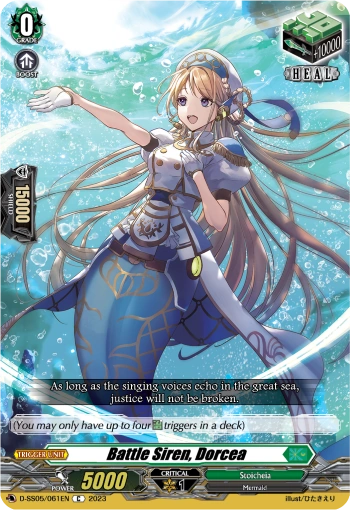 0
GRADE
BOOST
+10000
HEAL
15000
SHIELD
As long as the singing voices echo in the great sea,
justice will not be broken.
(You may only have up to four triggers in a deck)
TRIGGER UNIT
Battle Siren, Dorcea
POWER 5000
CRITICAL
1
Stoicheia
Mermaid
D-SS05/061EN C 2023
illust/ひたきえり